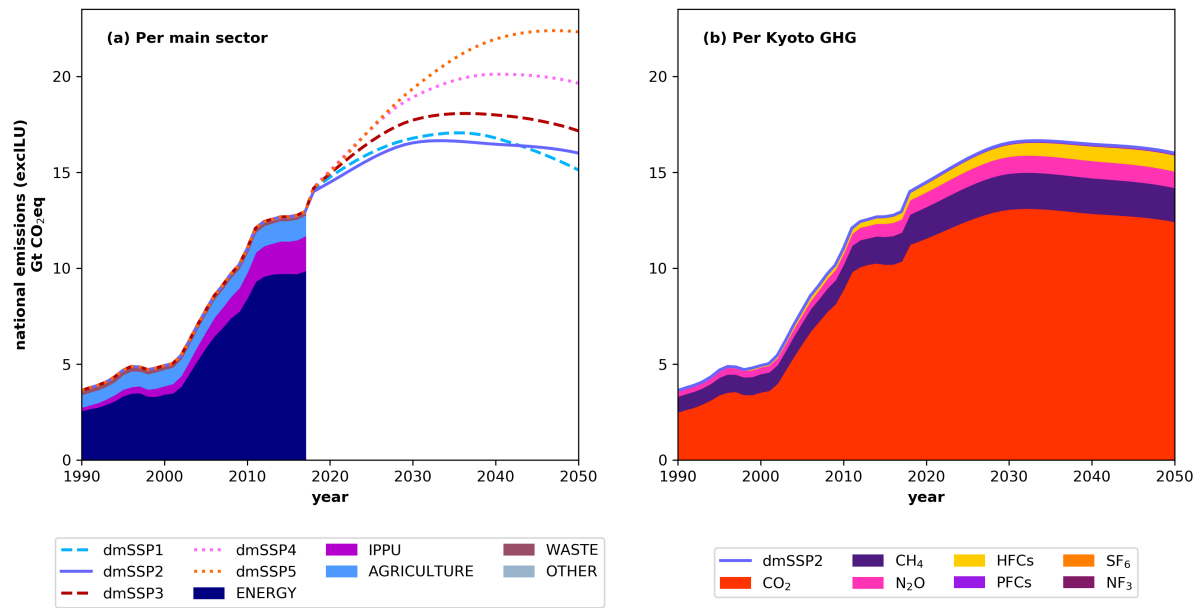 (a) Per main sector
national emissions (exclLU)
Gt CO₂eq
20
15
10
5
0
1990 2000 2010 2020 2030 2040 2050
year
dmSSP1 dmSSP4 IPPU WASTE
dmSSP2 dmSSP5 AGRICULTURE OTHER
dmSSP3 ENERGY
(b) Per Kyoto GHG
20
15
10
5
0
1990 2000 2010 2020 2030 2040 2050
year
dmSSP2 CH₄ HFCs SF₆
CO₂ N₂O PFCs NF₃